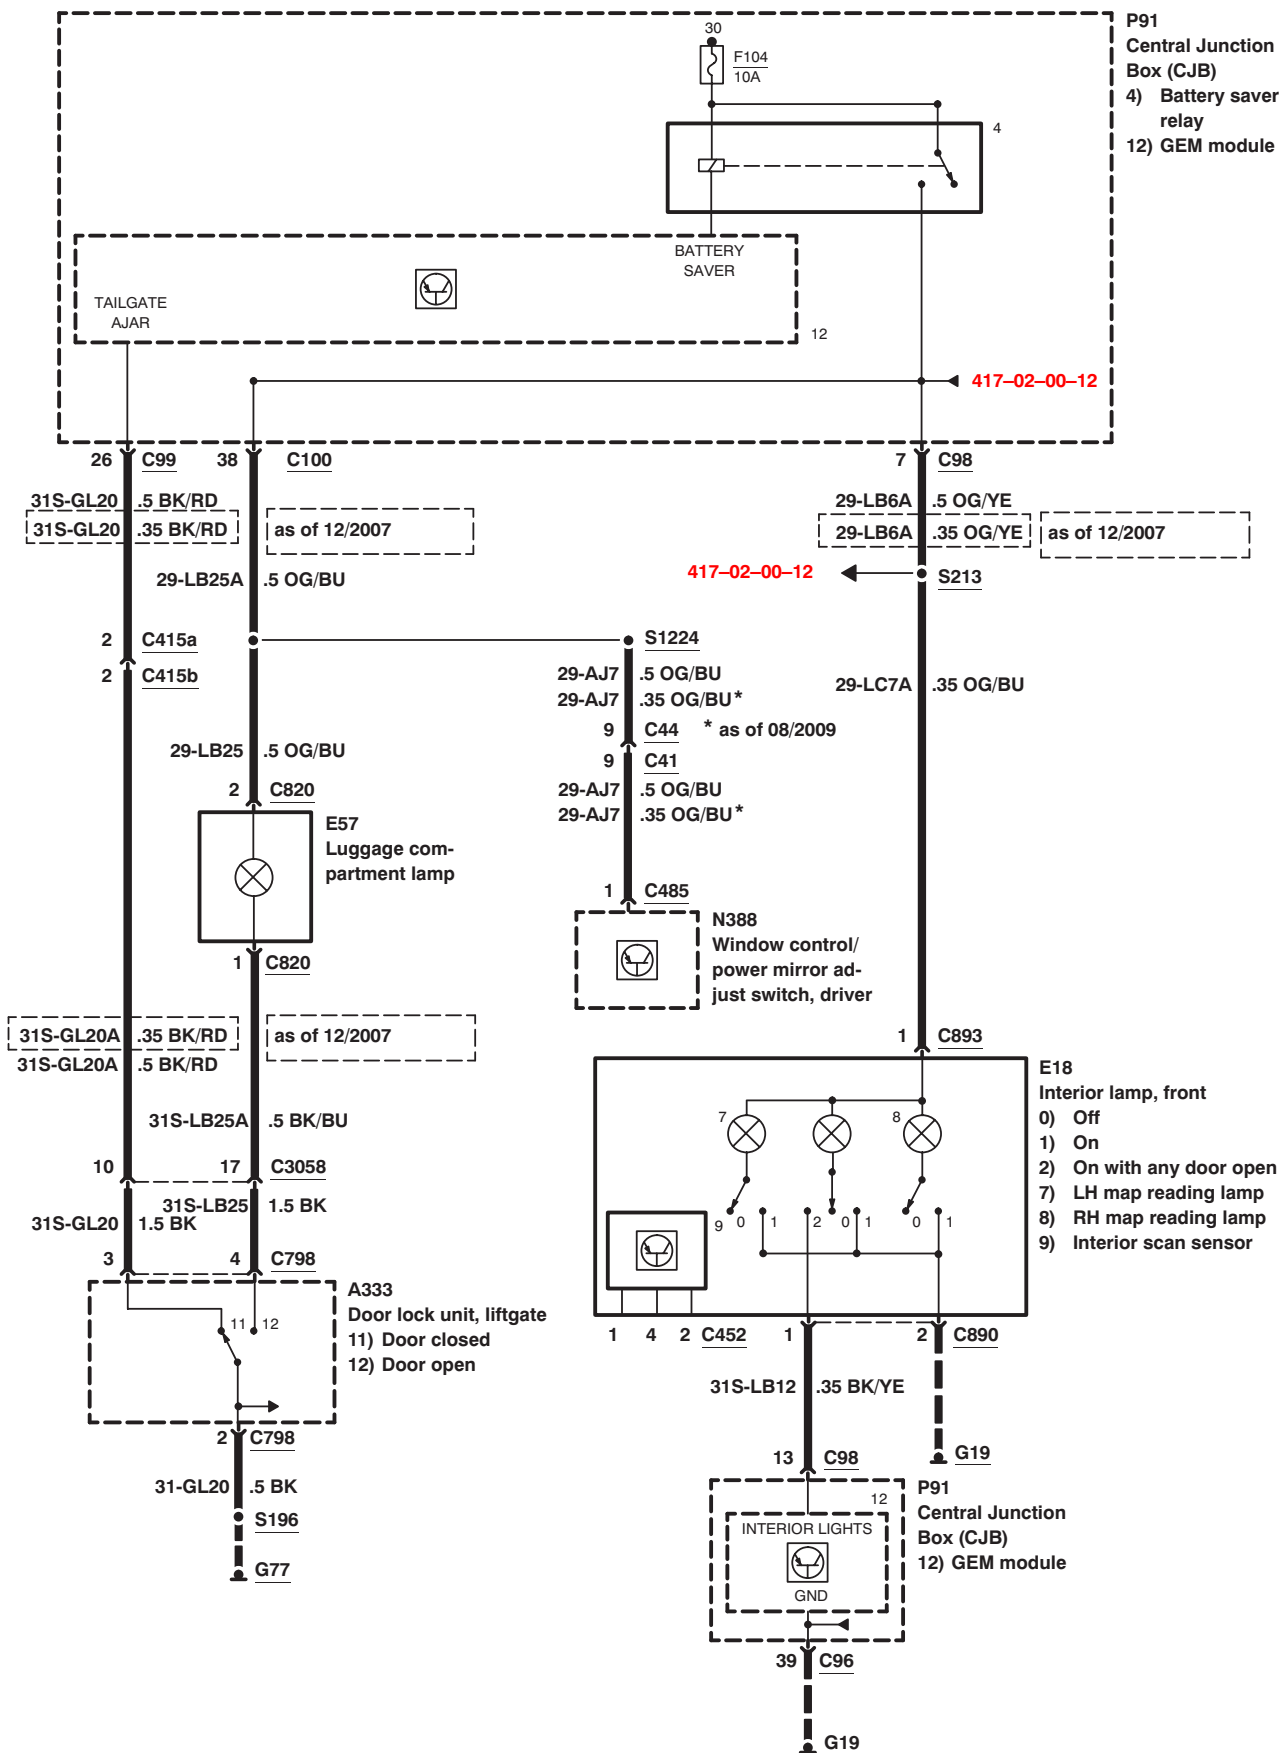 P91
Central Junction
Box (CJB)
4) Battery saver
relay
12) GEM module
30
F104
10A
4
BATTERY
SAVER
TAILGATE
AJAR
12
417–02–00–12
26 C99
38 C100
7 C98
31S-GL20 .5 BK/RD
31S-GL20 .35 BK/RD
as of 12/2007
29-LB6A .5 OG/YE
29-LB6A .35 OG/YE
as of 12/2007
29-LB25A .5 OG/BU
417–02–00–12
S213
2 C415a
2 C415b
S1224
29-AJ7 .5 OG/BU
29-AJ7 .35 OG/BU*
9 C44 * as of 08/2009
9 C41
29-AJ7 .5 OG/BU
29-AJ7 .35 OG/BU*
29-LC7A .35 OG/BU
29-LB25 .5 OG/BU
2 C820
E57
Luggage com-
partment lamp
1 C820
1 C485
N388
Window control/
power mirror ad-
just switch, driver
31S-GL20A .35 BK/RD
as of 12/2007
31S-GL20A .5 BK/RD
31S-LB25A .5 BK/BU
1 C893
E18
Interior lamp, front
0) Off
1) On
2) On with any door open
7) LH map reading lamp
8) RH map reading lamp
9) Interior scan sensor
7 8
9 0 1 2 0 1 0 1
10 17 C3058
31S-LB25 1.5 BK
31S-GL20 1.5 BK
3 4 C798
A333
Door lock unit, liftgate
11) Door closed
12) Door open
11 12
1 4 2 C452 1 2 C890
31S-LB12 .35 BK/YE
2 C798
31-GL20 .5 BK
S196
G77
13 C98
G19
P91
Central Junction
Box (CJB)
12) GEM module
12
INTERIOR LIGHTS
GND
39 C96
G19